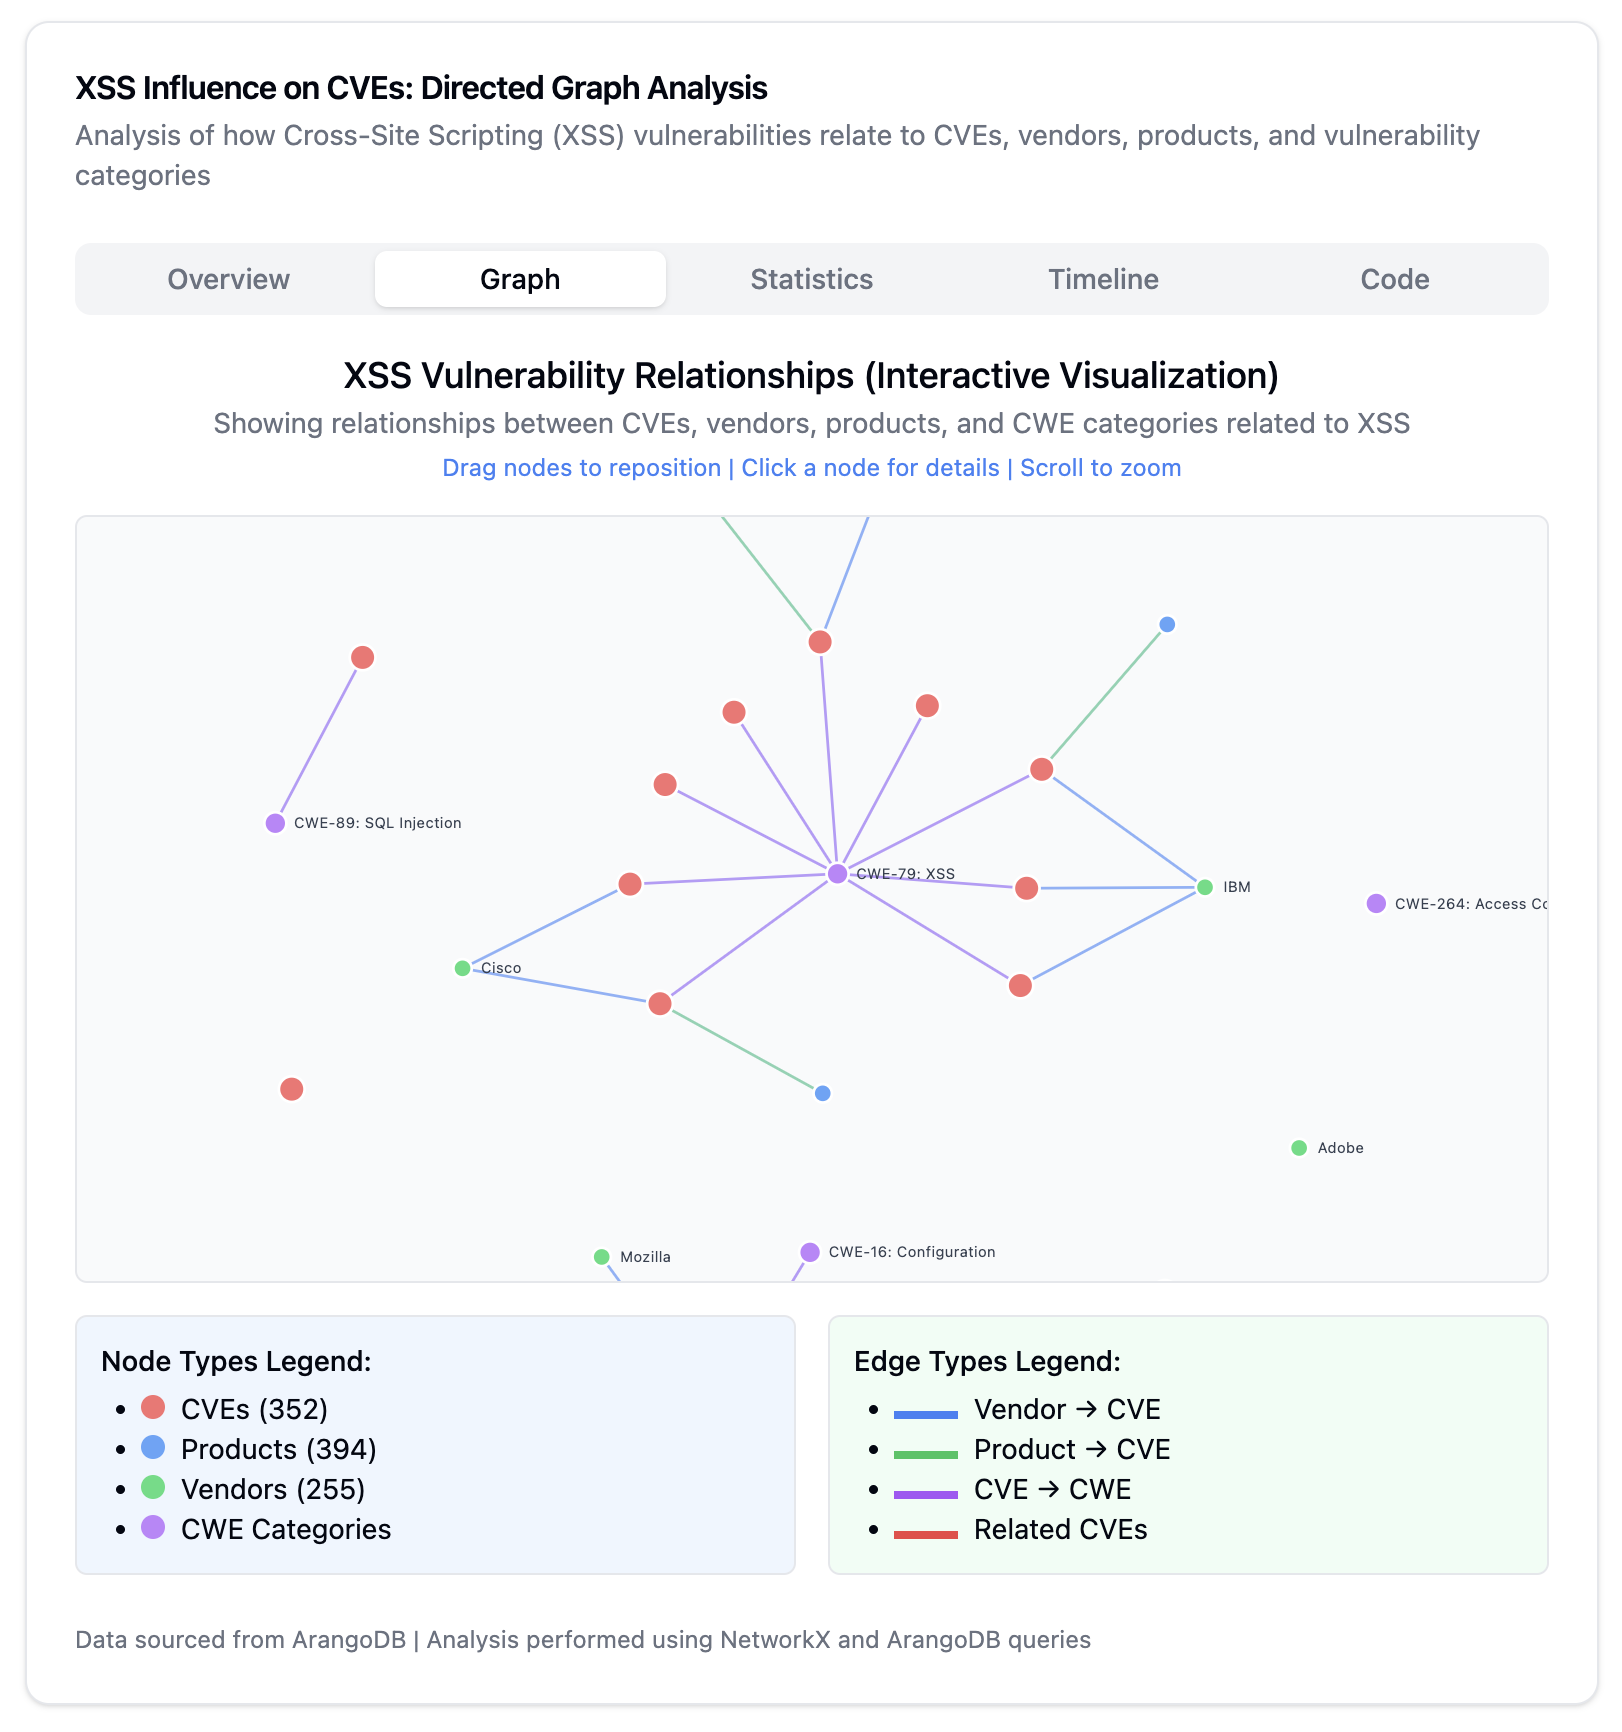 XSS Influence on CVEs: Directed Graph Analysis
Analysis of how Cross-Site Scripting (XSS) vulnerabilities relate to CVEs, vendors, products, and vulnerability
categories
Overview
Graph
Statistics
Timeline
Code
XSS Vulnerability Relationships (Interactive Visualization)
Showing relationships between CVEs, vendors, products, and CWE categories related to XSS
Drag nodes to reposition | Click a node for details | Scroll to zoom
CWE-89: SQL Injection
CWE-79: XSS
IBM
CWE-264: Access Co
Cisco
Adobe
Mozilla
CWE-16: Configuration
Node Types Legend:
• CVEs (352)
• Products (394)
• Vendors (255)
• CWE Categories
Edge Types Legend:
• Vendor → CVE
• Product → CVE
• CVE → CWE
• Related CVEs
Data sourced from ArangoDB | Analysis performed using NetworkX and ArangoDB queries